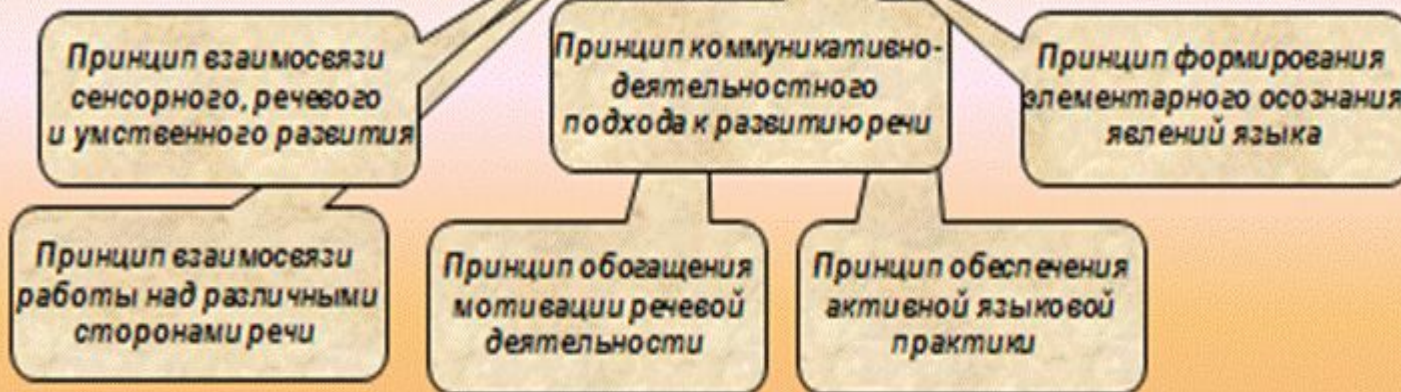 Принцип взаимосвязи
сенсорного, речевого
и умственного развития
Принцип коммуникативно-
деятельностного
подхода к развитию речи
Принцип формирования
элементарного осознания
явлений языка
Принцип взаимосвязи
работы над различными
сторонами речи
Принцип обогащения
мотивации речевой
деятельности
Принцип обеспечения
активной языковой
практики